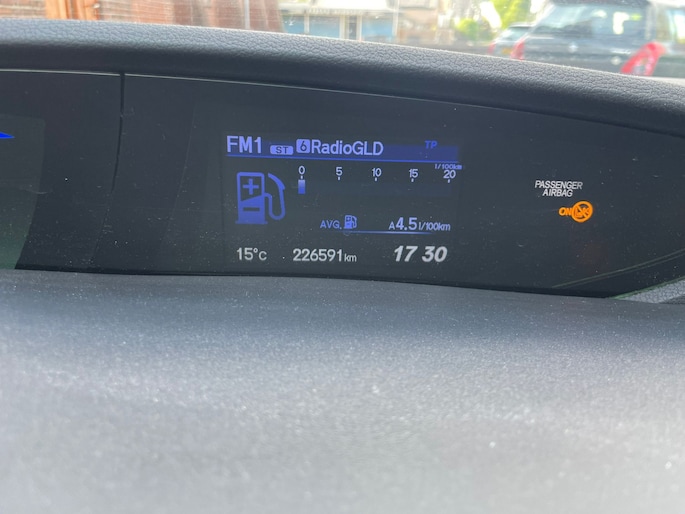 FM1 ST 6 RadioGLD TP
l/100km
0 5 10 15 20
AVG. A4.5 l/100km
15°C 226591 km 17 30
PASSENGER
AIRBAG
ON